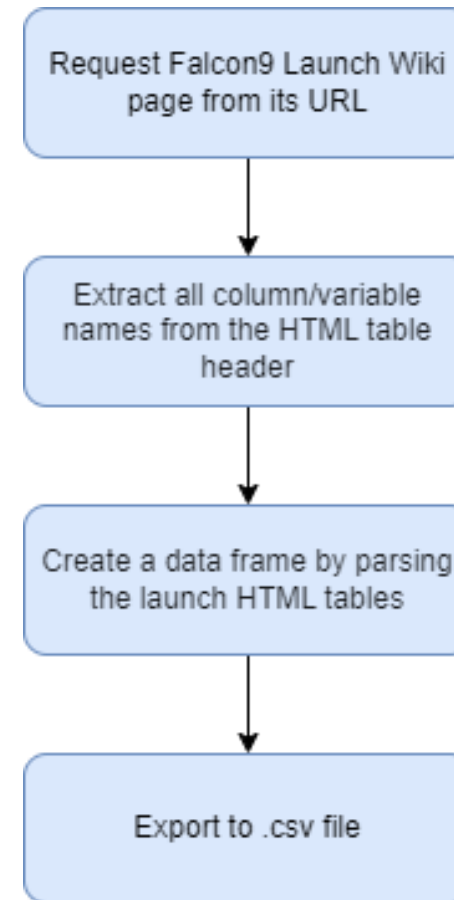 Request Falcon9 Launch Wiki
page from its URL
Extract all column/variable
names from the HTML table
header
Create a data frame by parsing
the launch HTML tables
Export to .csv file